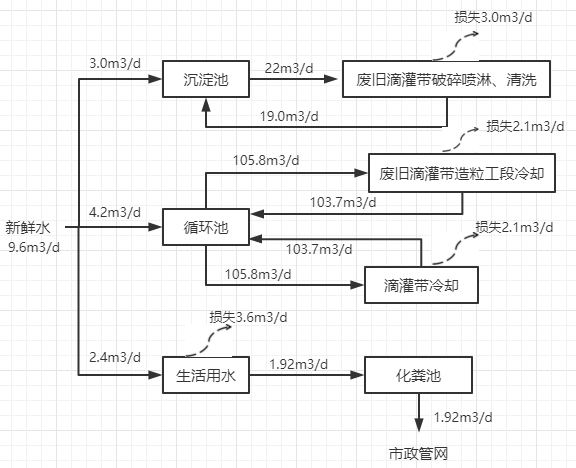 损失3.0m3/d
3.0m3/d
沉淀池
22m3/d
废旧滴灌带破碎喷淋、清洗
19.0m3/d
损失2.1m3/d
105.8m3/d
废旧滴灌带造粒工段冷却
103.7m3/d
新鲜水
9.6m3/d
4.2m3/d
循环池
损失2.1m3/d
103.7m3/d
105.8m3/d
滴灌带冷却
损失3.6m3/d
2.4m3/d
生活用水
1.92m3/d
化粪池
1.92m3/d
市政管网